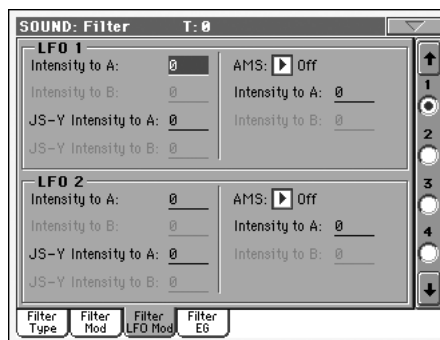 SOUND: Filter T:0
LFO 1
Intensity to A: 0 AMS: Off
Intensity to B: 0 Intensity to A: 0
JS-Y Intensity to A: 0 Intensity to B: 0
JS-Y Intensity to B: 0
LFO 2
Intensity to A: 0 AMS: Off
Intensity to B: 0 Intensity to A: 0
JS-Y Intensity to A: 0 Intensity to B: 0
JS-Y Intensity to B: 0
1
2
3
4
Filter Type Filter Mod Filter LFO Mod Filter EG